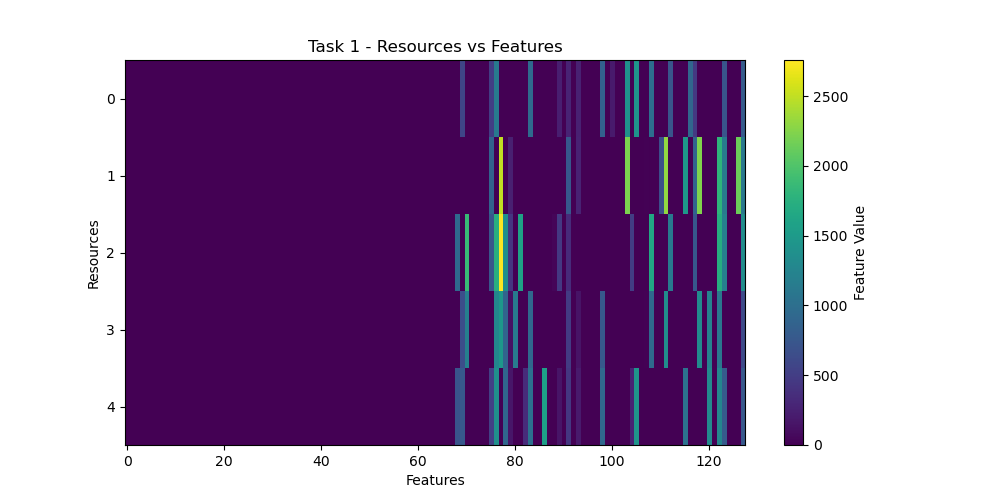 Task 1 - Resources vs Features
Resources
0
1
2
3
4
0 20 40 60 80 100 120
Features
2500
2000
1500
1000
500
0
Feature Value